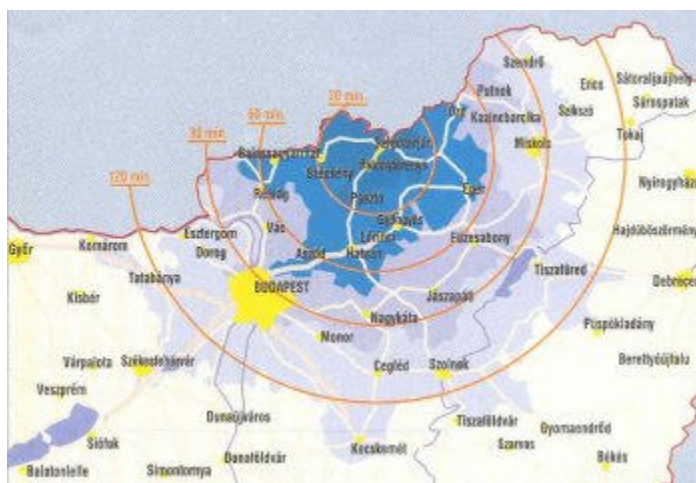 30 min.
60 min.
90 min.
120 min.
Szendrő
Putnok
Encs
Sátoraljaújhely
Sárospatak
Ózd
Kazincbarcika
Szikszó
Tokaj
Miskolc
Salgótarján
Balassagyarmat
Szécsény
Bátonyterenye
Nyíregyháza
Rétság
Pásztó
Eger
Gyöngyös
Vác
Lőrinci
Hajdúböszörmény
Esztergom
Füzesabony
Győr
Komárom
Dorog
Aszód
Hatvan
Tiszafüred
Tatabánya
Debrecen
BUDAPEST
Jászapáti
Kisbér
Nagykáta
Püspökladány
Monor
Várpalota
Székesfehérvár
Cegléd
Szolnok
Berettyóújfalu
Veszprém
Dunaújváros
Tiszaföldvár
Gyomaendrőd
Siófok
Kecskemét
Szarvas
Dunaföldvár
Békés
Balatonlelle
Simontornya